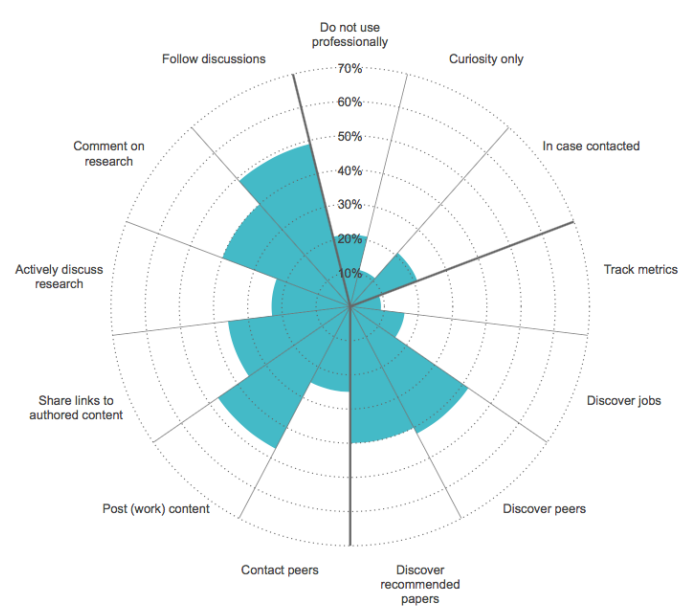 Do not use
professionally
Follow discussions
Curiosity only
70%
60%
50%
40%
30%
20%
10%
Comment on
research
In case contacted
Actively discuss
research
Track metrics
Share links to
authored content
Discover jobs
Post (work) content
Discover peers
Contact peers
Discover
recommended
papers